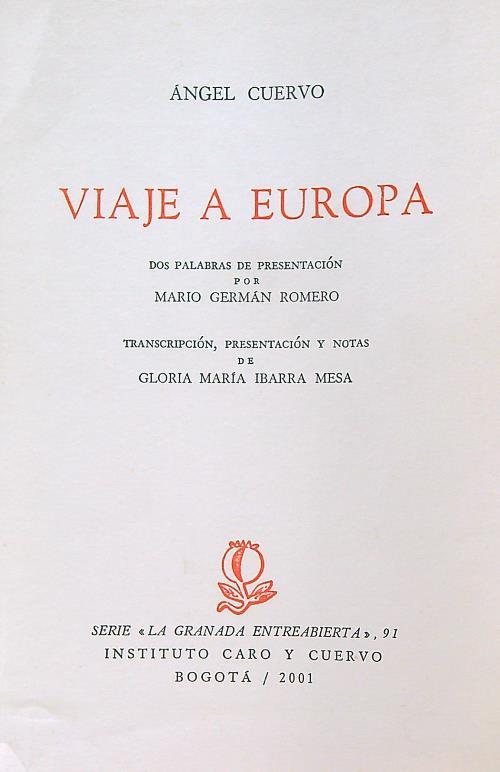 ÁNGEL CUERVO
VIAJE A EUROPA
DOS PALABRAS DE PRESENTACIÓN
POR
MARIO GERMÁN ROMERO
TRANSCRIPCIÓN, PRESENTACIÓN Y NOTAS
DE
GLORIA MARÍA IBARRA MESA
SERIE «LA GRANADA ENTREABIERTA», 91
INSTITUTO CARO Y CUERVO
BOGOTÁ / 2001